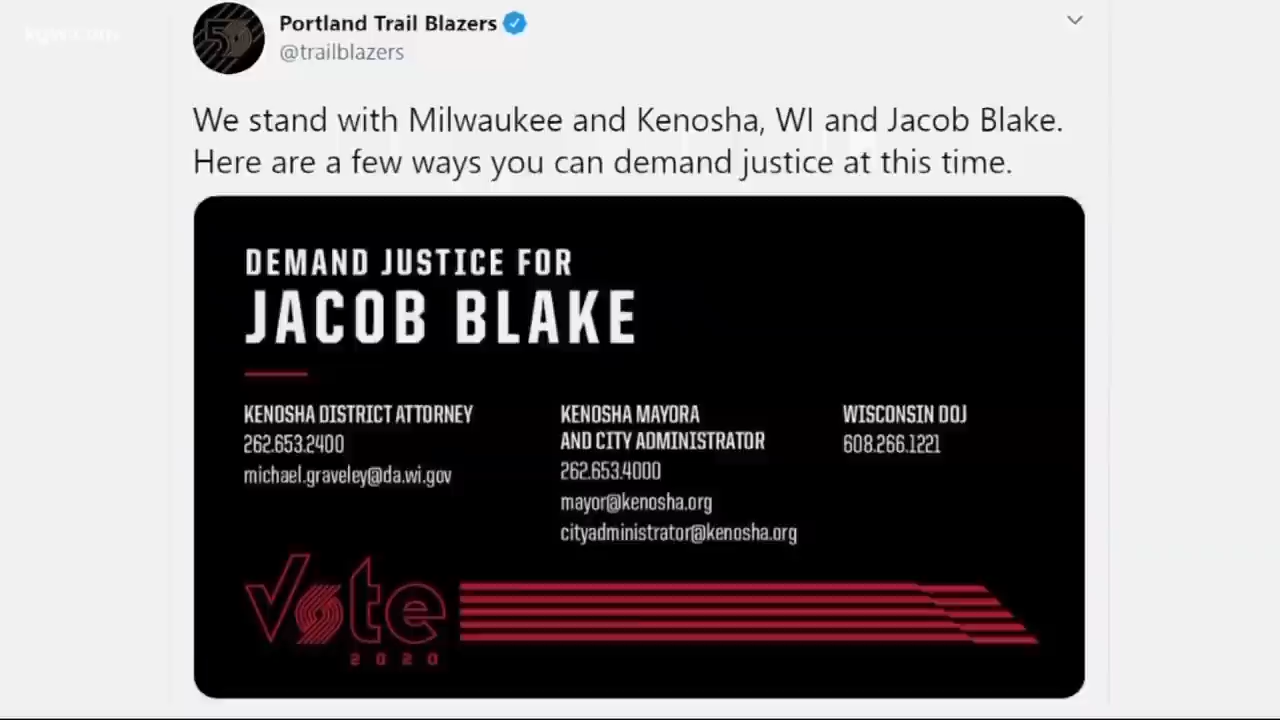 kgw.com
Portland Trail Blazers
@trailblazers
We stand with Milwaukee and Kenosha, WI and Jacob Blake.
Here are a few ways you can demand justice at this time.
DEMAND JUSTICE FOR
JACOB BLAKE
KENOSHA DISTRICT ATTORNEY
262.653.2400
michael.graveley@da.wi.gov
KENOSHA MAYORA
AND CITY ADMINISTRATOR
262.653.4000
mayor@kenosha.org
cityadministrator@kenosha.org
WISCONSIN DOJ
608.266.1221
Vote
2020